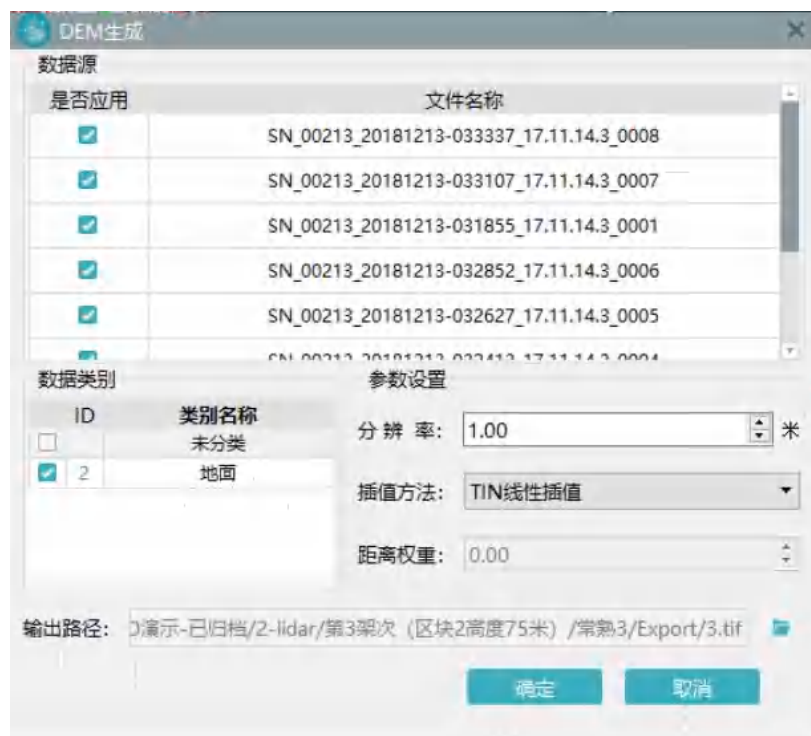 DEM生成
数据源
是否应用 文件名称
SN_00213_20181213-033337_17.11.14.3_0008
SN_00213_20181213-033107_17.11.14.3_0007
SN_00213_20181213-031855_17.11.14.3_0001
SN_00213_20181213-032852_17.11.14.3_0006
SN_00213_20181213-032627_17.11.14.3_0005
SN_00213_20181213-032413_17.11.14.3_0004
数据类别 参数设置
ID 类别名称
未分类
2 地面
分 辨 率: 1.00 米
插值方法: TIN线性插值
距离权重: 0.00
输出路径: 演示-已归档/2-lidar/第3架次（区块2高度75米）/常熟3/Export/3.tif
确定 取消